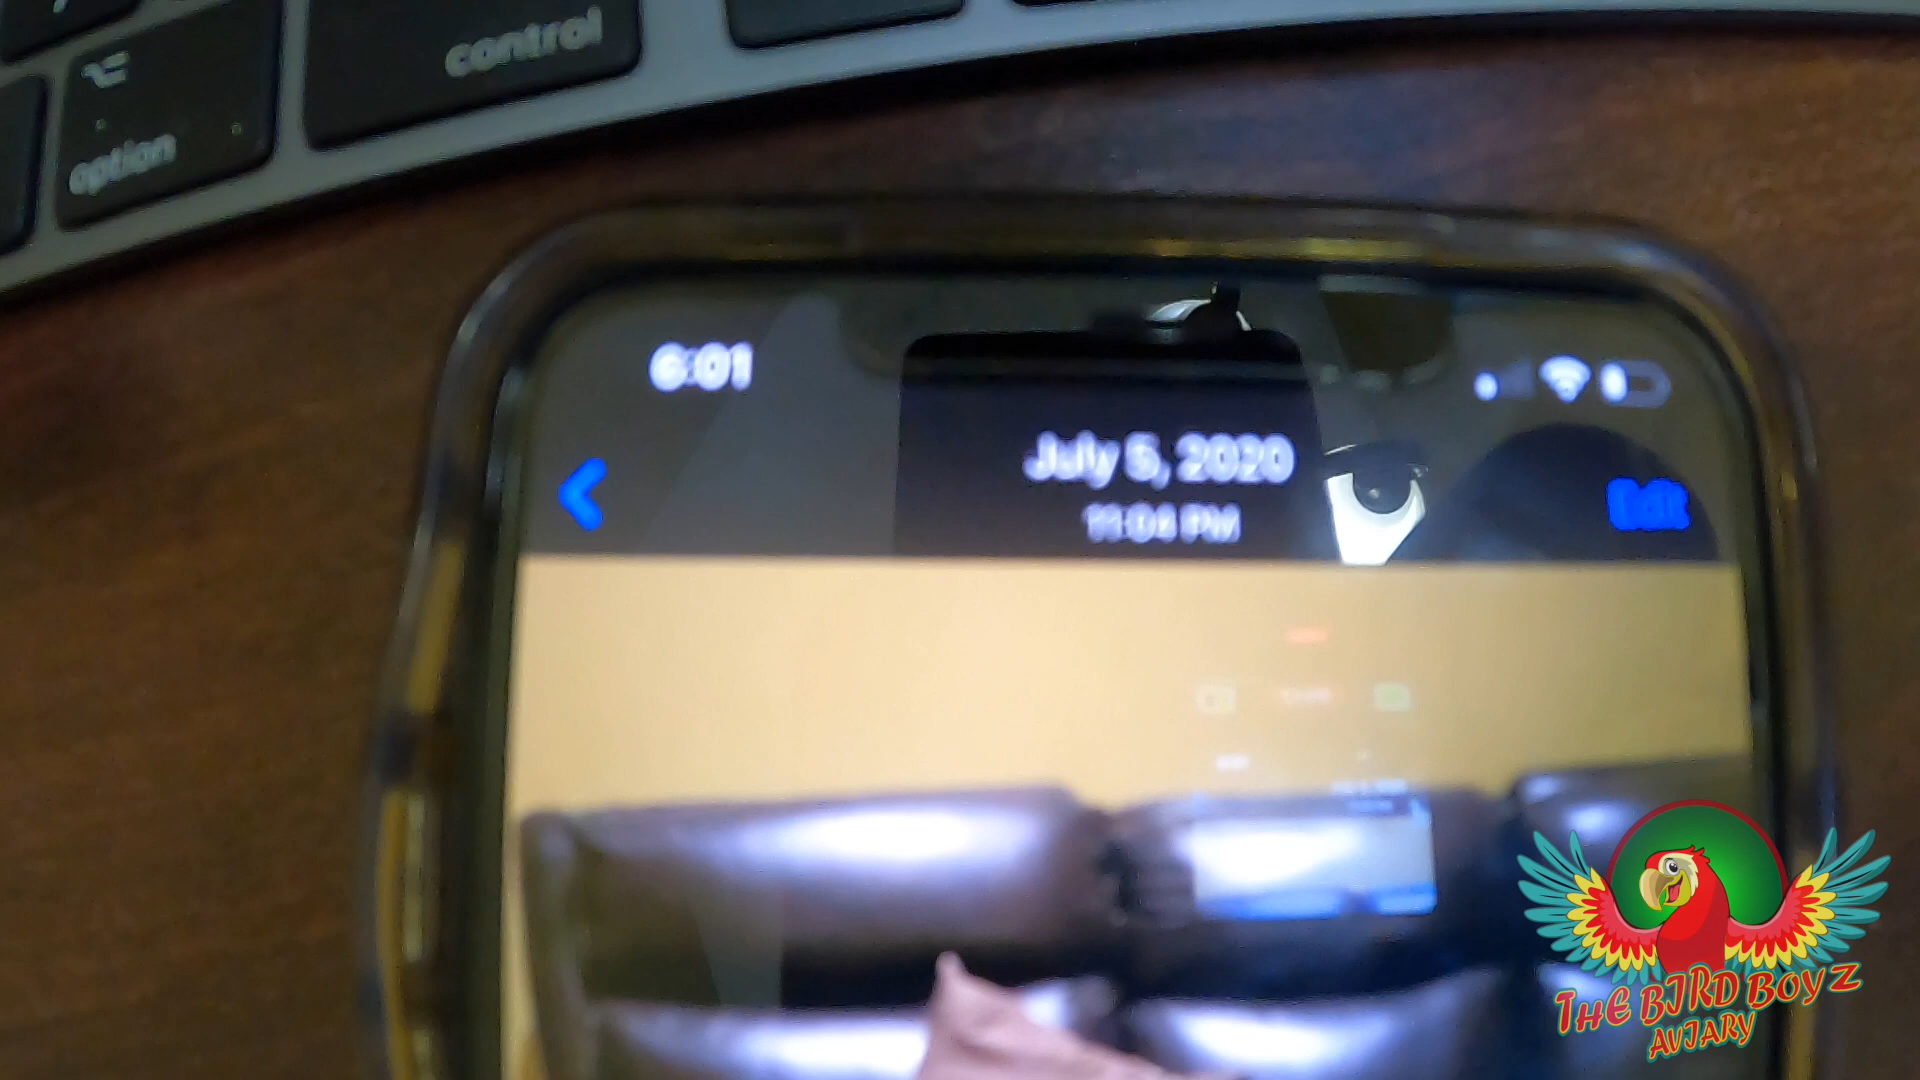 control
option
6:01
July 5, 2020
11:04 PM
Edit
THE BIRD BOYZ
AVIARY